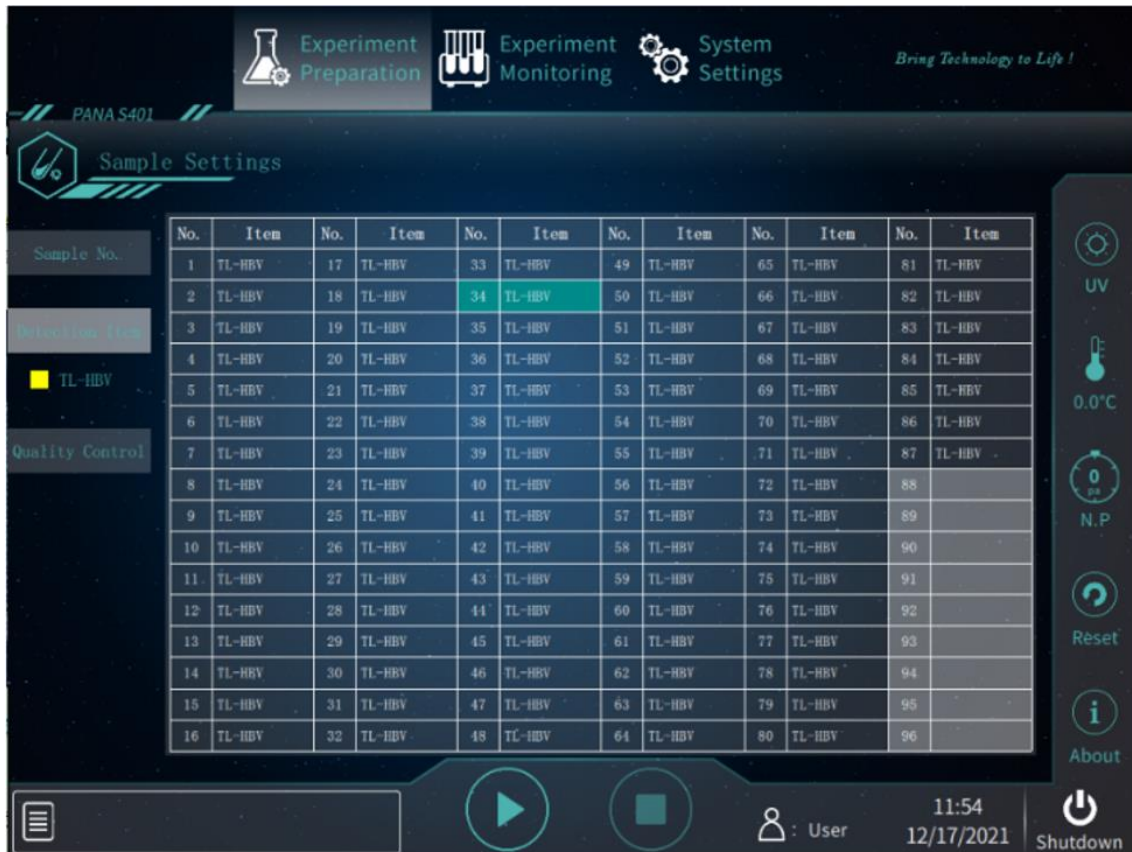 Experiment
Preparation
Experiment
Monitoring
System
Settings
Bring Technology to Life !
PANA S401
Sample Settings
Sample No.
Detection Item
TL-HBV
Quality Control
No. Item No. Item No. Item No. Item No. Item No. Item
1 TL-HBV 17 TL-HBV 33 TL-HBV 49 TL-HBV 65 TL-HBV 81 TL-HBV
2 TL-HBV 18 TL-HBV 34 TL-HBV 50 TL-HBV 66 TL-HBV 82 TL-HBV
3 TL-HBV 19 TL-HBV 35 TL-HBV 51 TL-HBV 67 TL-HBV 83 TL-HBV
4 TL-HBV 20 TL-HBV 36 TL-HBV 52 TL-HBV 68 TL-HBV 84 TL-HBV
5 TL-HBV 21 TL-HBV 37 TL-HBV 53 TL-HBV 69 TL-HBV 85 TL-HBV
6 TL-HBV 22 TL-HBV 38 TL-HBV 54 TL-HBV 70 TL-HBV 86 TL-HBV
7 TL-HBV 23 TL-HBV 39 TL-HBV 55 TL-HBV 71 TL-HBV 87 TL-HBV
8 TL-HBV 24 TL-HBV 40 TL-HBV 56 TL-HBV 72 TL-HBV 88
9 TL-HBV 25 TL-HBV 41 TL-HBV 57 TL-HBV 73 TL-HBV 89
10 TL-HBV 26 TL-HBV 42 TL-HBV 58 TL-HBV 74 TL-HBV 90
11 TL-HBV 27 TL-HBV 43 TL-HBV 59 TL-HBV 75 TL-HBV 91
12 TL-HBV 28 TL-HBV 44 TL-HBV 60 TL-HBV 76 TL-HBV 92
13 TL-HBV 29 TL-HBV 45 TL-HBV 61 TL-HBV 77 TL-HBV 93
14 TL-HBV 30 TL-HBV 46 TL-HBV 62 TL-HBV 78 TL-HBV 94
15 TL-HBV 31 TL-HBV 47 TL-HBV 63 TL-HBV 79 TL-HBV 95
16 TL-HBV 32 TL-HBV 48 TL-HBV 64 TL-HBV 80 TL-HBV 96
UV
0.0°C
0
pa
N.P
Reset
i
About
: User
11:54
12/17/2021
Shutdown